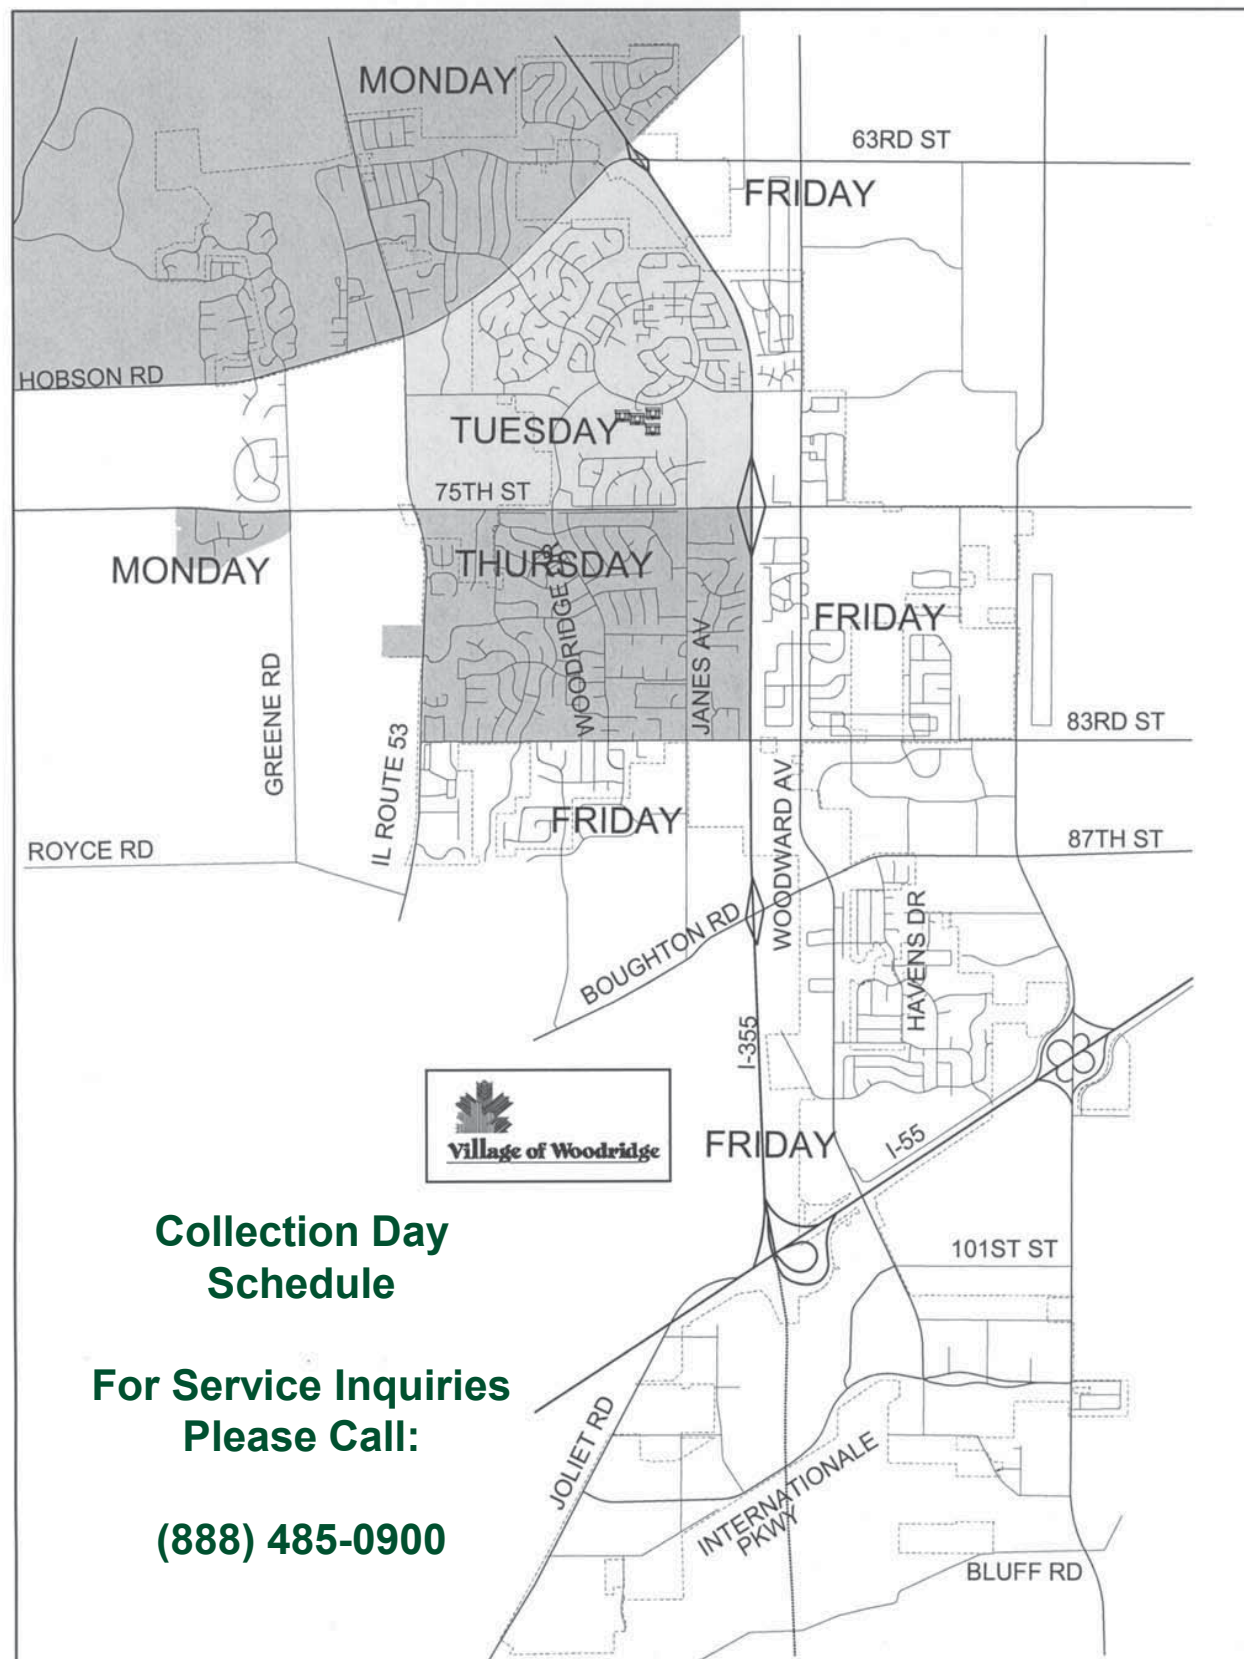 MONDAY
63RD ST
FRIDAY
HOBSON RD
TUESDAY
75TH ST
MONDAY
THURSDAY
WOODRIDGE DR
FRIDAY
JANES AV
GREENE RD
83RD ST
IL ROUTE 53
FRIDAY
WOODWARD AV
87TH ST
ROYCE RD
HAVENS DR
BOUGHTON RD
I-355
Village of Woodridge
FRIDAY
I-55
Collection Day
Schedule
101ST ST
For Service Inquiries
Please Call:
JOLIET RD
INTERNATIONALE
PKWY
(888) 485-0900
BLUFF RD